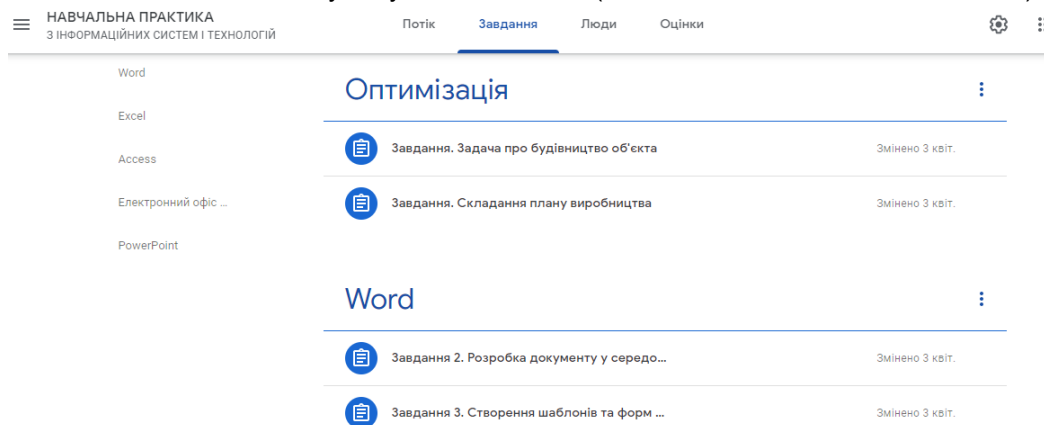 НАВЧАЛЬНА ПРАКТИКА
З ІНФОРМАЦІЙНИХ СИСТЕМ І ТЕХНОЛОГІЙ
Потік Завдання Люди Оцінки
Word
Excel
Access
Електронний офіс ...
PowerPoint
Оптимізація
Завдання. Задача про будівництво об'єкта Змінено 3 квіт.
Завдання. Складання плану виробництва Змінено 3 квіт.
Word
Завдання 2. Розробка документу у середо... Змінено 3 квіт.
Завдання 3. Створення шаблонів та форм ... Змінено 3 квіт.